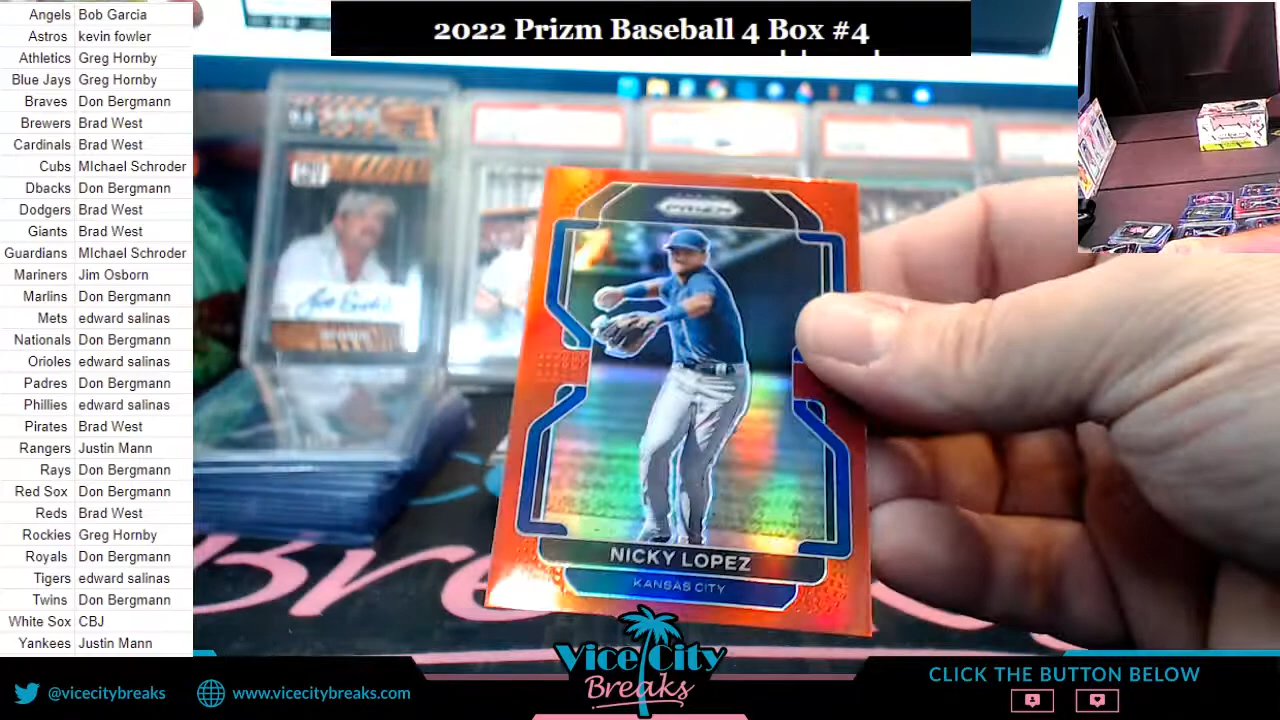 2022 Prizm Baseball 4 Box #4
Angels Bob Garcia
Astros kevin fowler
Athletics Greg Hornby
Blue Jays Greg Hornby
Braves Don Bergmann
Brewers Brad West
Cardinals Brad West
Cubs MIchael Schroder
Dbacks Don Bergmann
Dodgers Brad West
Giants Brad West
Guardians MIchael Schroder
Mariners Jim Osborn
Marlins Don Bergmann
Mets edward salinas
Nationals Don Bergmann
Orioles edward salinas
Padres Don Bergmann
Phillies edward salinas
Pirates Brad West
Rangers Justin Mann
Rays Don Bergmann
Red Sox Don Bergmann
Reds Brad West
Rockies Greg Hornby
Royals Don Bergmann
Tigers edward salinas
Twins Don Bergmann
White Sox CBJ
Yankees Justin Mann
PRIZM
NICKY LOPEZ
KANSAS CITY
Vice City
Breaks
@vicecitybreaks
www.vicecitybreaks.com
CLICK THE BUTTON BELOW